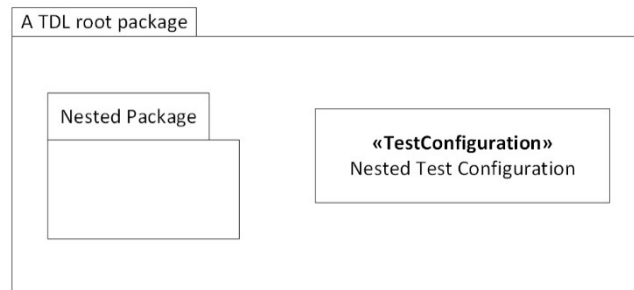 A TDL root package
Nested Package
«TestConfiguration»
Nested Test Configuration